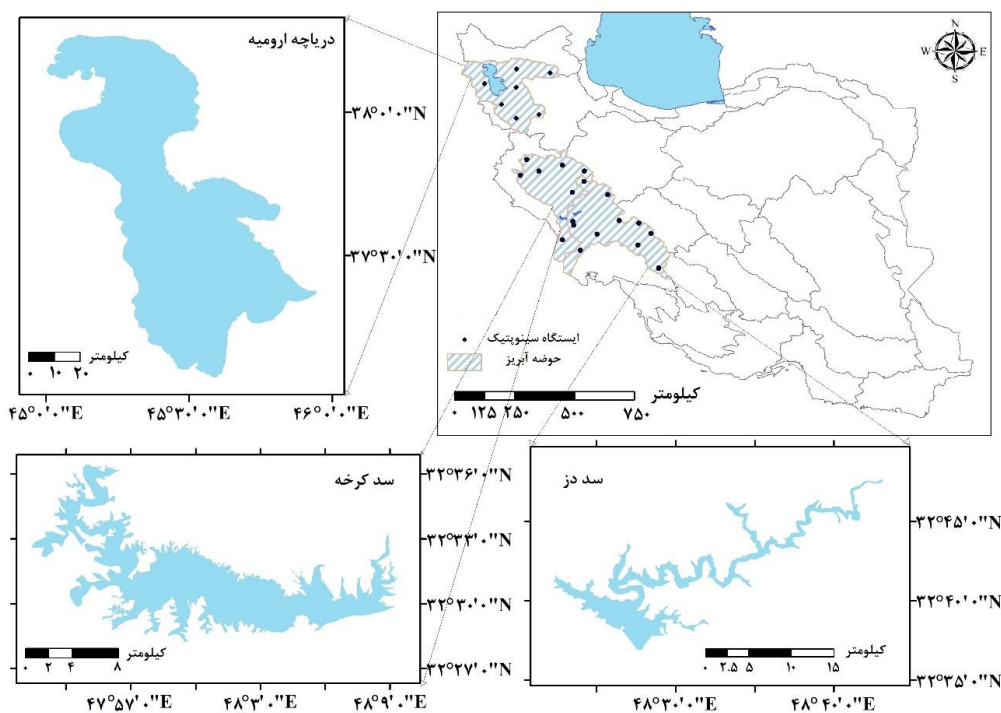 دریاچه ارومیه
۳۸°۰'۰"N
۳۷°۳۰'۰"N
کیلومتر
۰ ۱۰ ۲۰
۴۵°۰'۰"E ۴۵°۳۰'۰"E ۴۶°۰'۰"E
N
W E
S
ایستگاه سینوپتیک
حوضه آبریز
کیلومتر
۰ ۱۲۵ ۲۵۰ ۵۰۰ ۷۵۰
سد کرخه
۳۲°۳۶'۰"N
۳۲°۳۳'۰"N
۳۲°۳۰'۰"N
۳۲°۲۷'۰"N
کیلومتر
۰ ۲ ۴ ۸
۴۷°۵۷'۰"E ۴۸°۳'۰"E ۴۸°۹'۰"E
سد دز
۳۲°۴۵'۰"N
۳۲°۴۰'۰"N
۳۲°۳۵'۰"N
کیلومتر
۰ ۲.۵ ۵ ۱۰ ۱۵
۴۸°۳۰'۰"E ۴۸°۴۰'۰"E